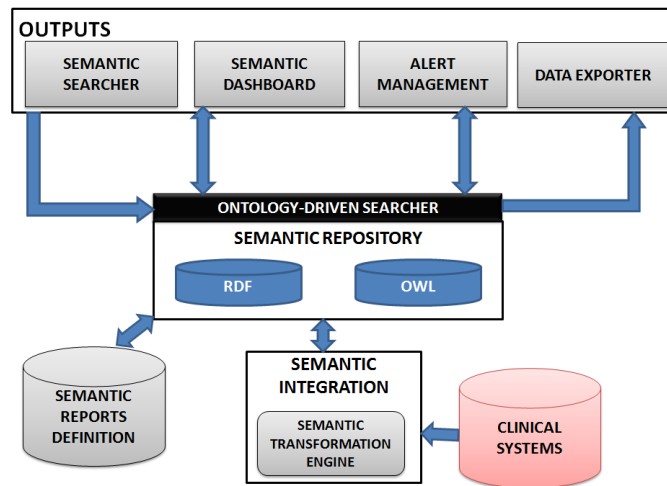 OUTPUTS
SEMANTIC
SEARCHER
SEMANTIC
DASHBOARD
ALERT
MANAGEMENT
DATA EXPORTER
ONTOLOGY-DRIVEN SEARCHER
SEMANTIC REPOSITORY
RDF
OWL
SEMANTIC
REPORTS
DEFINITION
SEMANTIC
INTEGRATION
SEMANTIC
TRANSFORMATION
ENGINE
CLINICAL
SYSTEMS